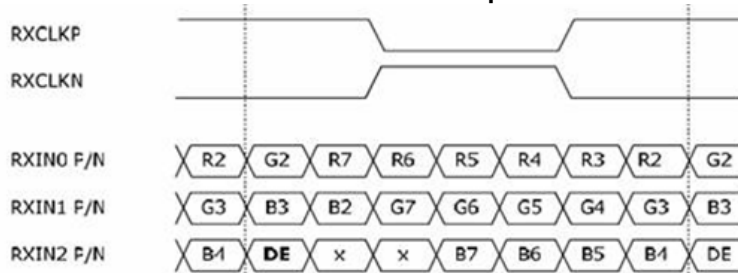 RXCLKP
RXCLKN
RXIN0 P/N R2 G2 R7 R6 R5 R4 R3 R2 G2
RXIN1 P/N G3 B3 B2 G7 G6 G5 G4 G3 B3
RXIN2 P/N B4 DE x x B7 B6 B5 B4 DE